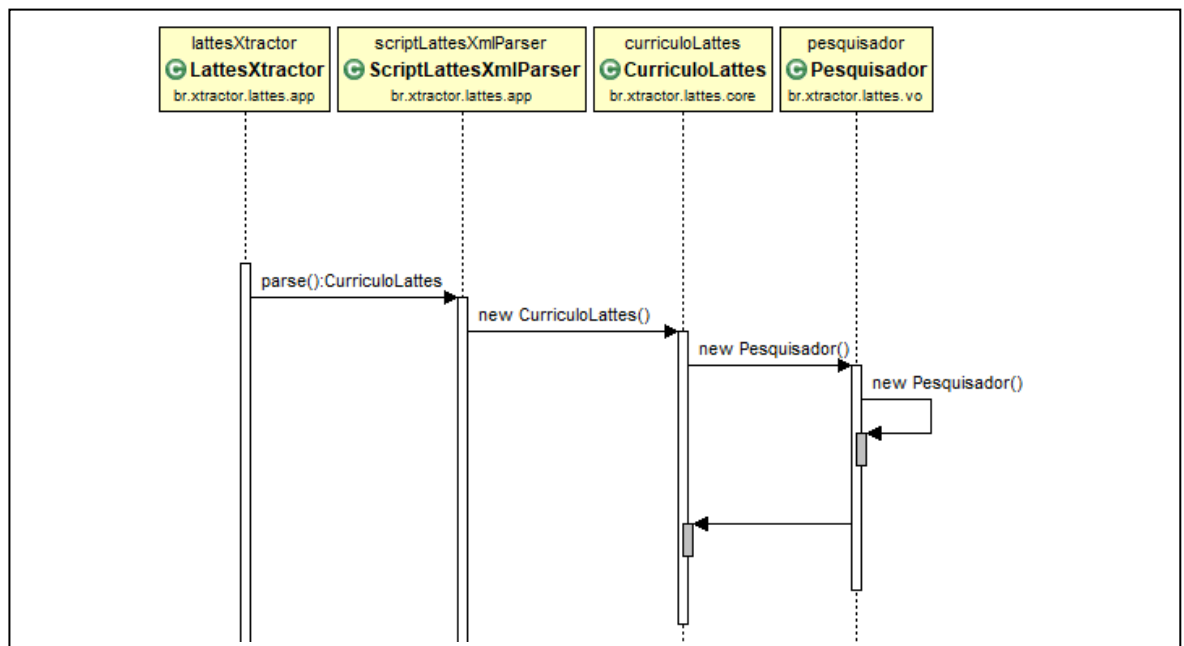 lattesXtractor
C LattesXtractor
br.xtractor.lattes.app
scriptLattesXmlParser
C ScriptLattesXmlParser
br.xtractor.lattes.app
curriculoLattes
C CurriculoLattes
br.xtractor.lattes.core
pesquisador
C Pesquisador
br.xtractor.lattes.vo
parse():CurriculoLattes
new CurriculoLattes()
new Pesquisador()
new Pesquisador()